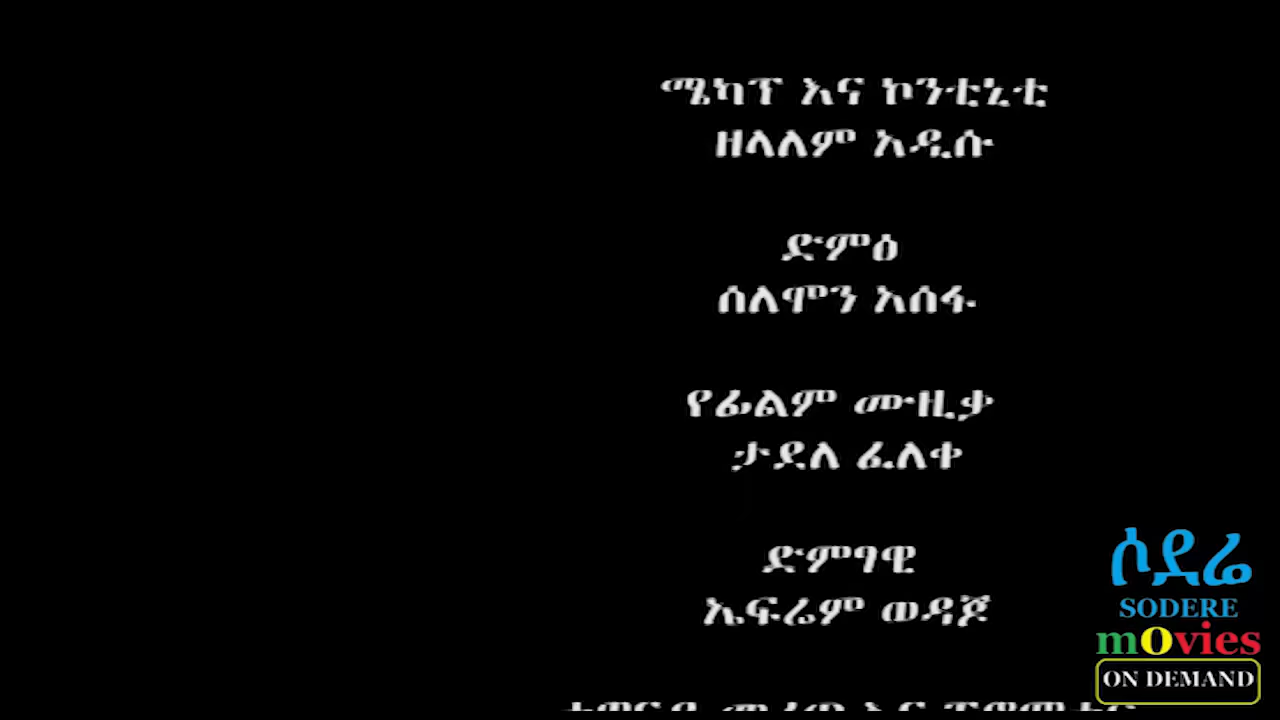 ሜካፕ እና ኮንቲኒቲ
ዘላለም አዲሱ
ድምፅ
ሰለሞን አሰፋ
የፊልም ሙዚቃ
ታደለ ፈለቀ
ድምፃዊ
ኤፍሬም ወዳጆ
ሶደሬ
SODERE
mOvies
ON DEMAND